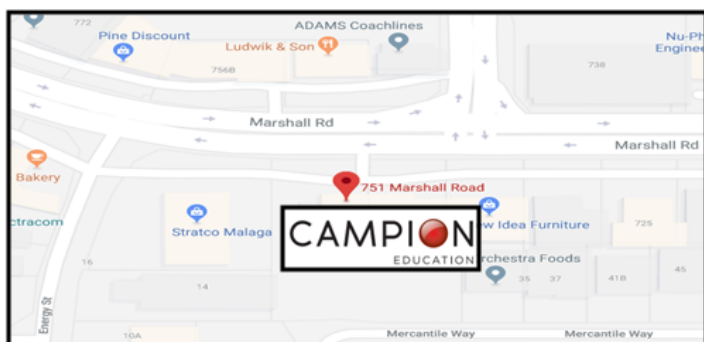 772
ADAMS Coachlines
Pine Discount
Ludwik & Son
Nu-Ph
Enginee
756B
738
Marshall Rd
Marshall Rd
Bakery
751 Marshall Road
ctracom
Stratco Malaga
CAMPION
EDUCATION
ew Idea Furniture
725
rchestra Foods
16
14
35
37
41B
45
Energy St
10A
Mercantile Way
Mercantile Way